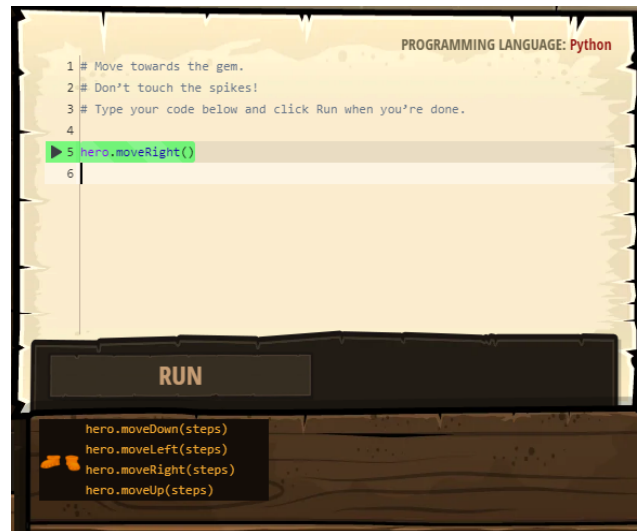 PROGRAMMING LANGUAGE: Python
1 # Move towards the gem.
2 # Don't touch the spikes!
3 # Type your code below and click Run when you're done.
4
5 hero.moveRight()
6
RUN
hero.moveDown(steps)
hero.moveLeft(steps)
hero.moveRight(steps)
hero.moveUp(steps)